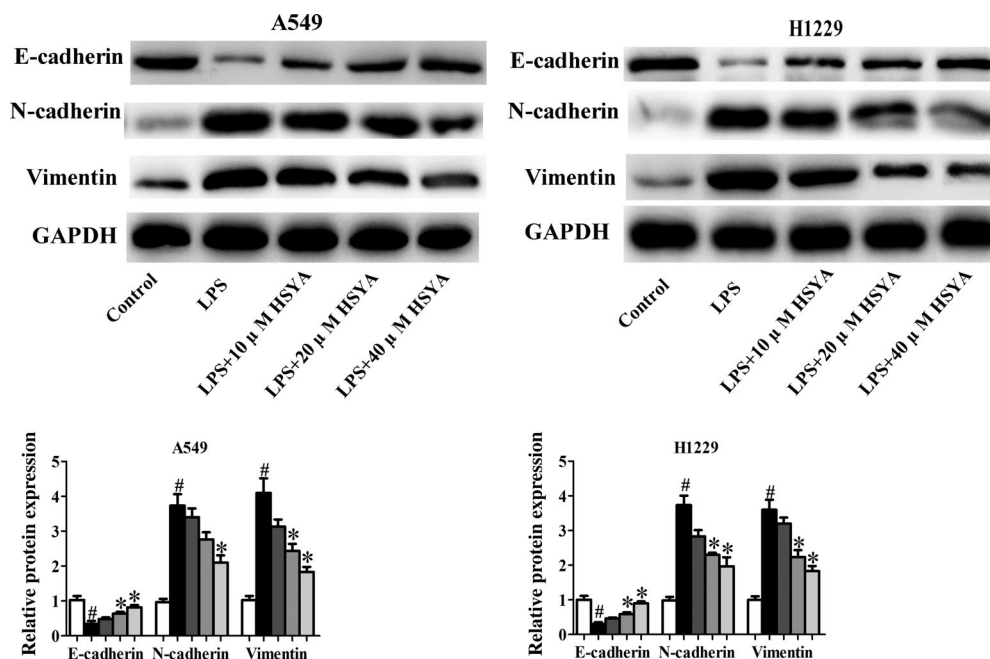 A549
E-cadherin
N-cadherin
Vimentin
GAPDH
Control
LPS
LPS+10 μ M HSYA
LPS+20 μ M HSYA
LPS+40 μ M HSYA
H1229
E-cadherin
N-cadherin
Vimentin
GAPDH
Control
LPS
LPS+10 μ M HSYA
LPS+20 μ M HSYA
LPS+40 μ M HSYA
A549
Relative protein expression
5
4
3
2
1
0
#
* *
#
*
#
* *
E-cadherin N-cadherin Vimentin
H1229
Relative protein expression
5
4
3
2
1
0
#
* *
#
* *
#
* *
E-cadherin N-cadherin Vimentin